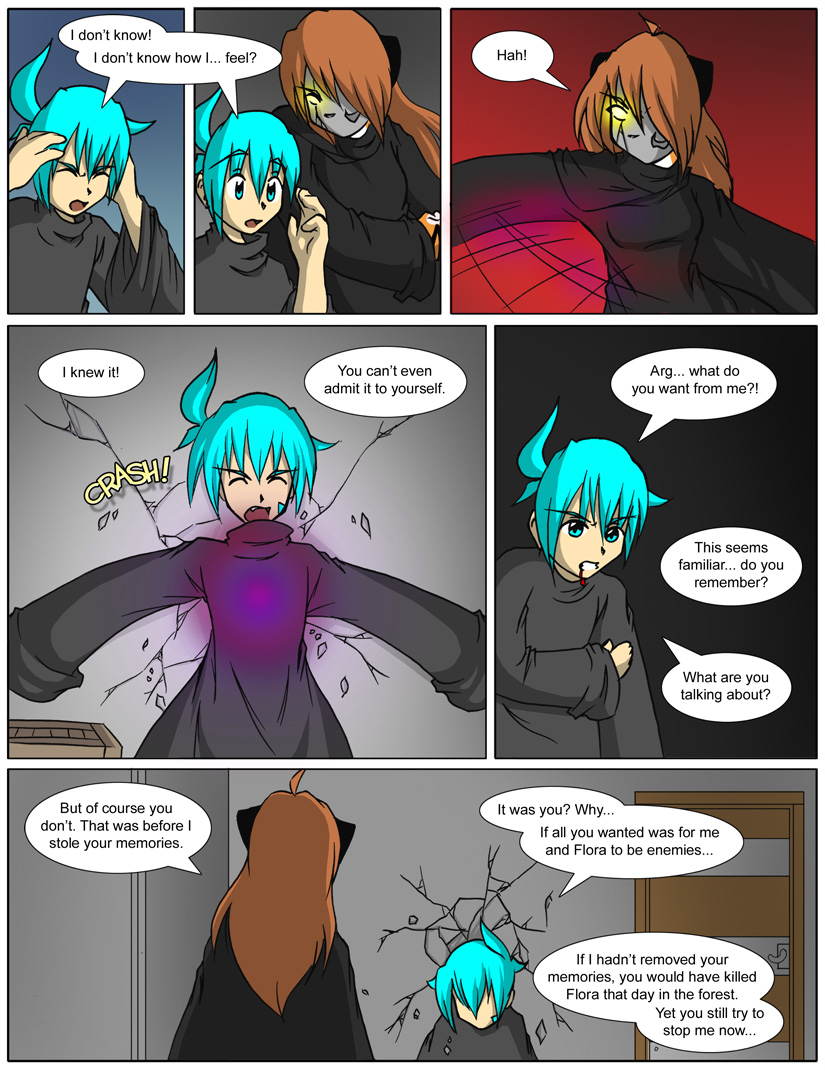 I don't know!
I don't know how I... feel?
Hah!
I knew it!
You can't even
admit it to yourself.
CRASH!
Arg... what do
you want from me?!
This seems
familiar... do you
remember?
What are you
talking about?
But of course you
don't. That was before I
stole your memories.
It was you? Why...
If all you wanted was for me
and Flora to be enemies...
If I hadn't removed your
memories, you would have killed
Flora that day in the forest.
Yet you still try to
stop me now...